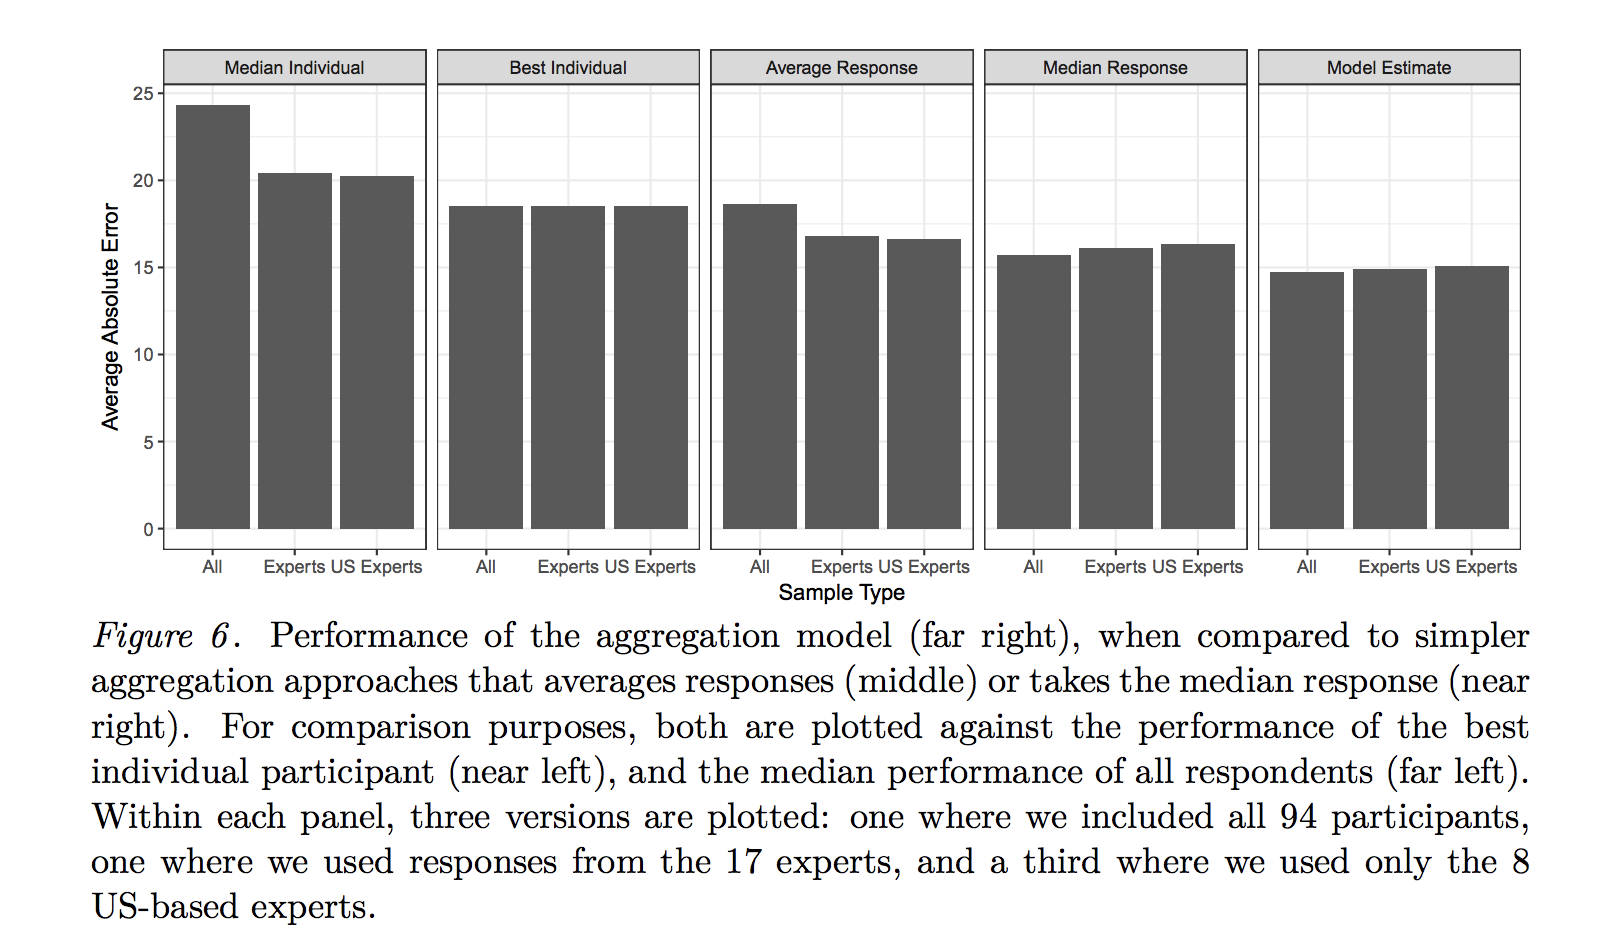 Median Individual
Best Individual
Average Response
Median Response
Model Estimate
Average Absolute Error
25
20
15
10
5
0
All Experts US Experts
All Experts US Experts
All Experts US Experts
All Experts US Experts
All Experts US Experts
Sample Type
Figure 6. Performance of the aggregation model (far right), when compared to simpler
aggregation approaches that averages responses (middle) or takes the median response (near
right). For comparison purposes, both are plotted against the performance of the best
individual participant (near left), and the median performance of all respondents (far left).
Within each panel, three versions are plotted: one where we included all 94 participants,
one where we used responses from the 17 experts, and a third where we used only the 8
US-based experts.